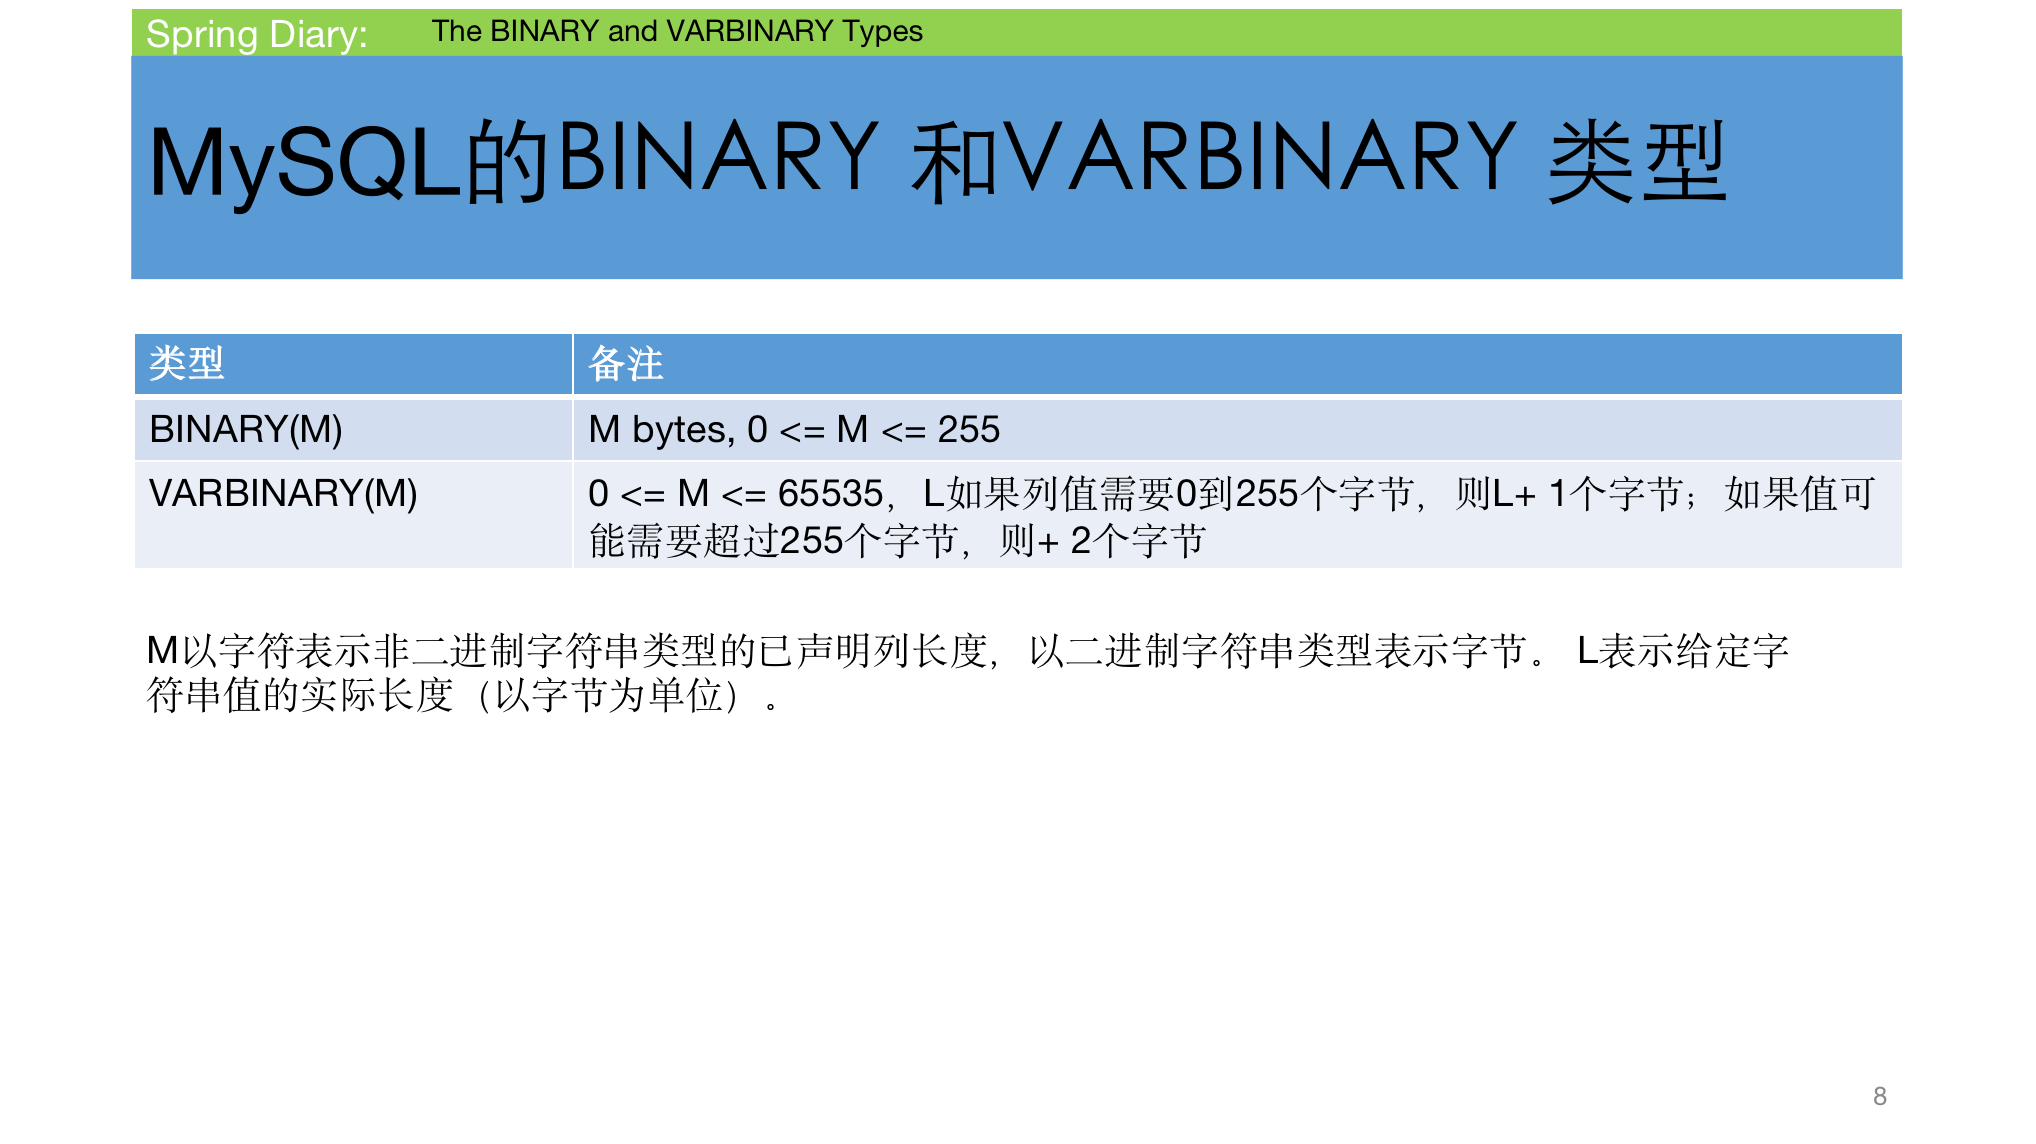 Spring Diary: The BINARY and VARBINARY Types
MySQL的BINARY 和VARBINARY 类型
类型 备注
BINARY(M) M bytes, 0 <= M <= 255
VARBINARY(M) 0 <= M <= 65535，L如果列值需要0到255个字节，则L+ 1个字节；如果值可
能需要超过255个字节，则+ 2个字节
M以字符表示非二进制字符串类型的已声明列长度，以二进制字符串类型表示字节。 L表示给定字
符串值的实际长度（以字节为单位）。
8